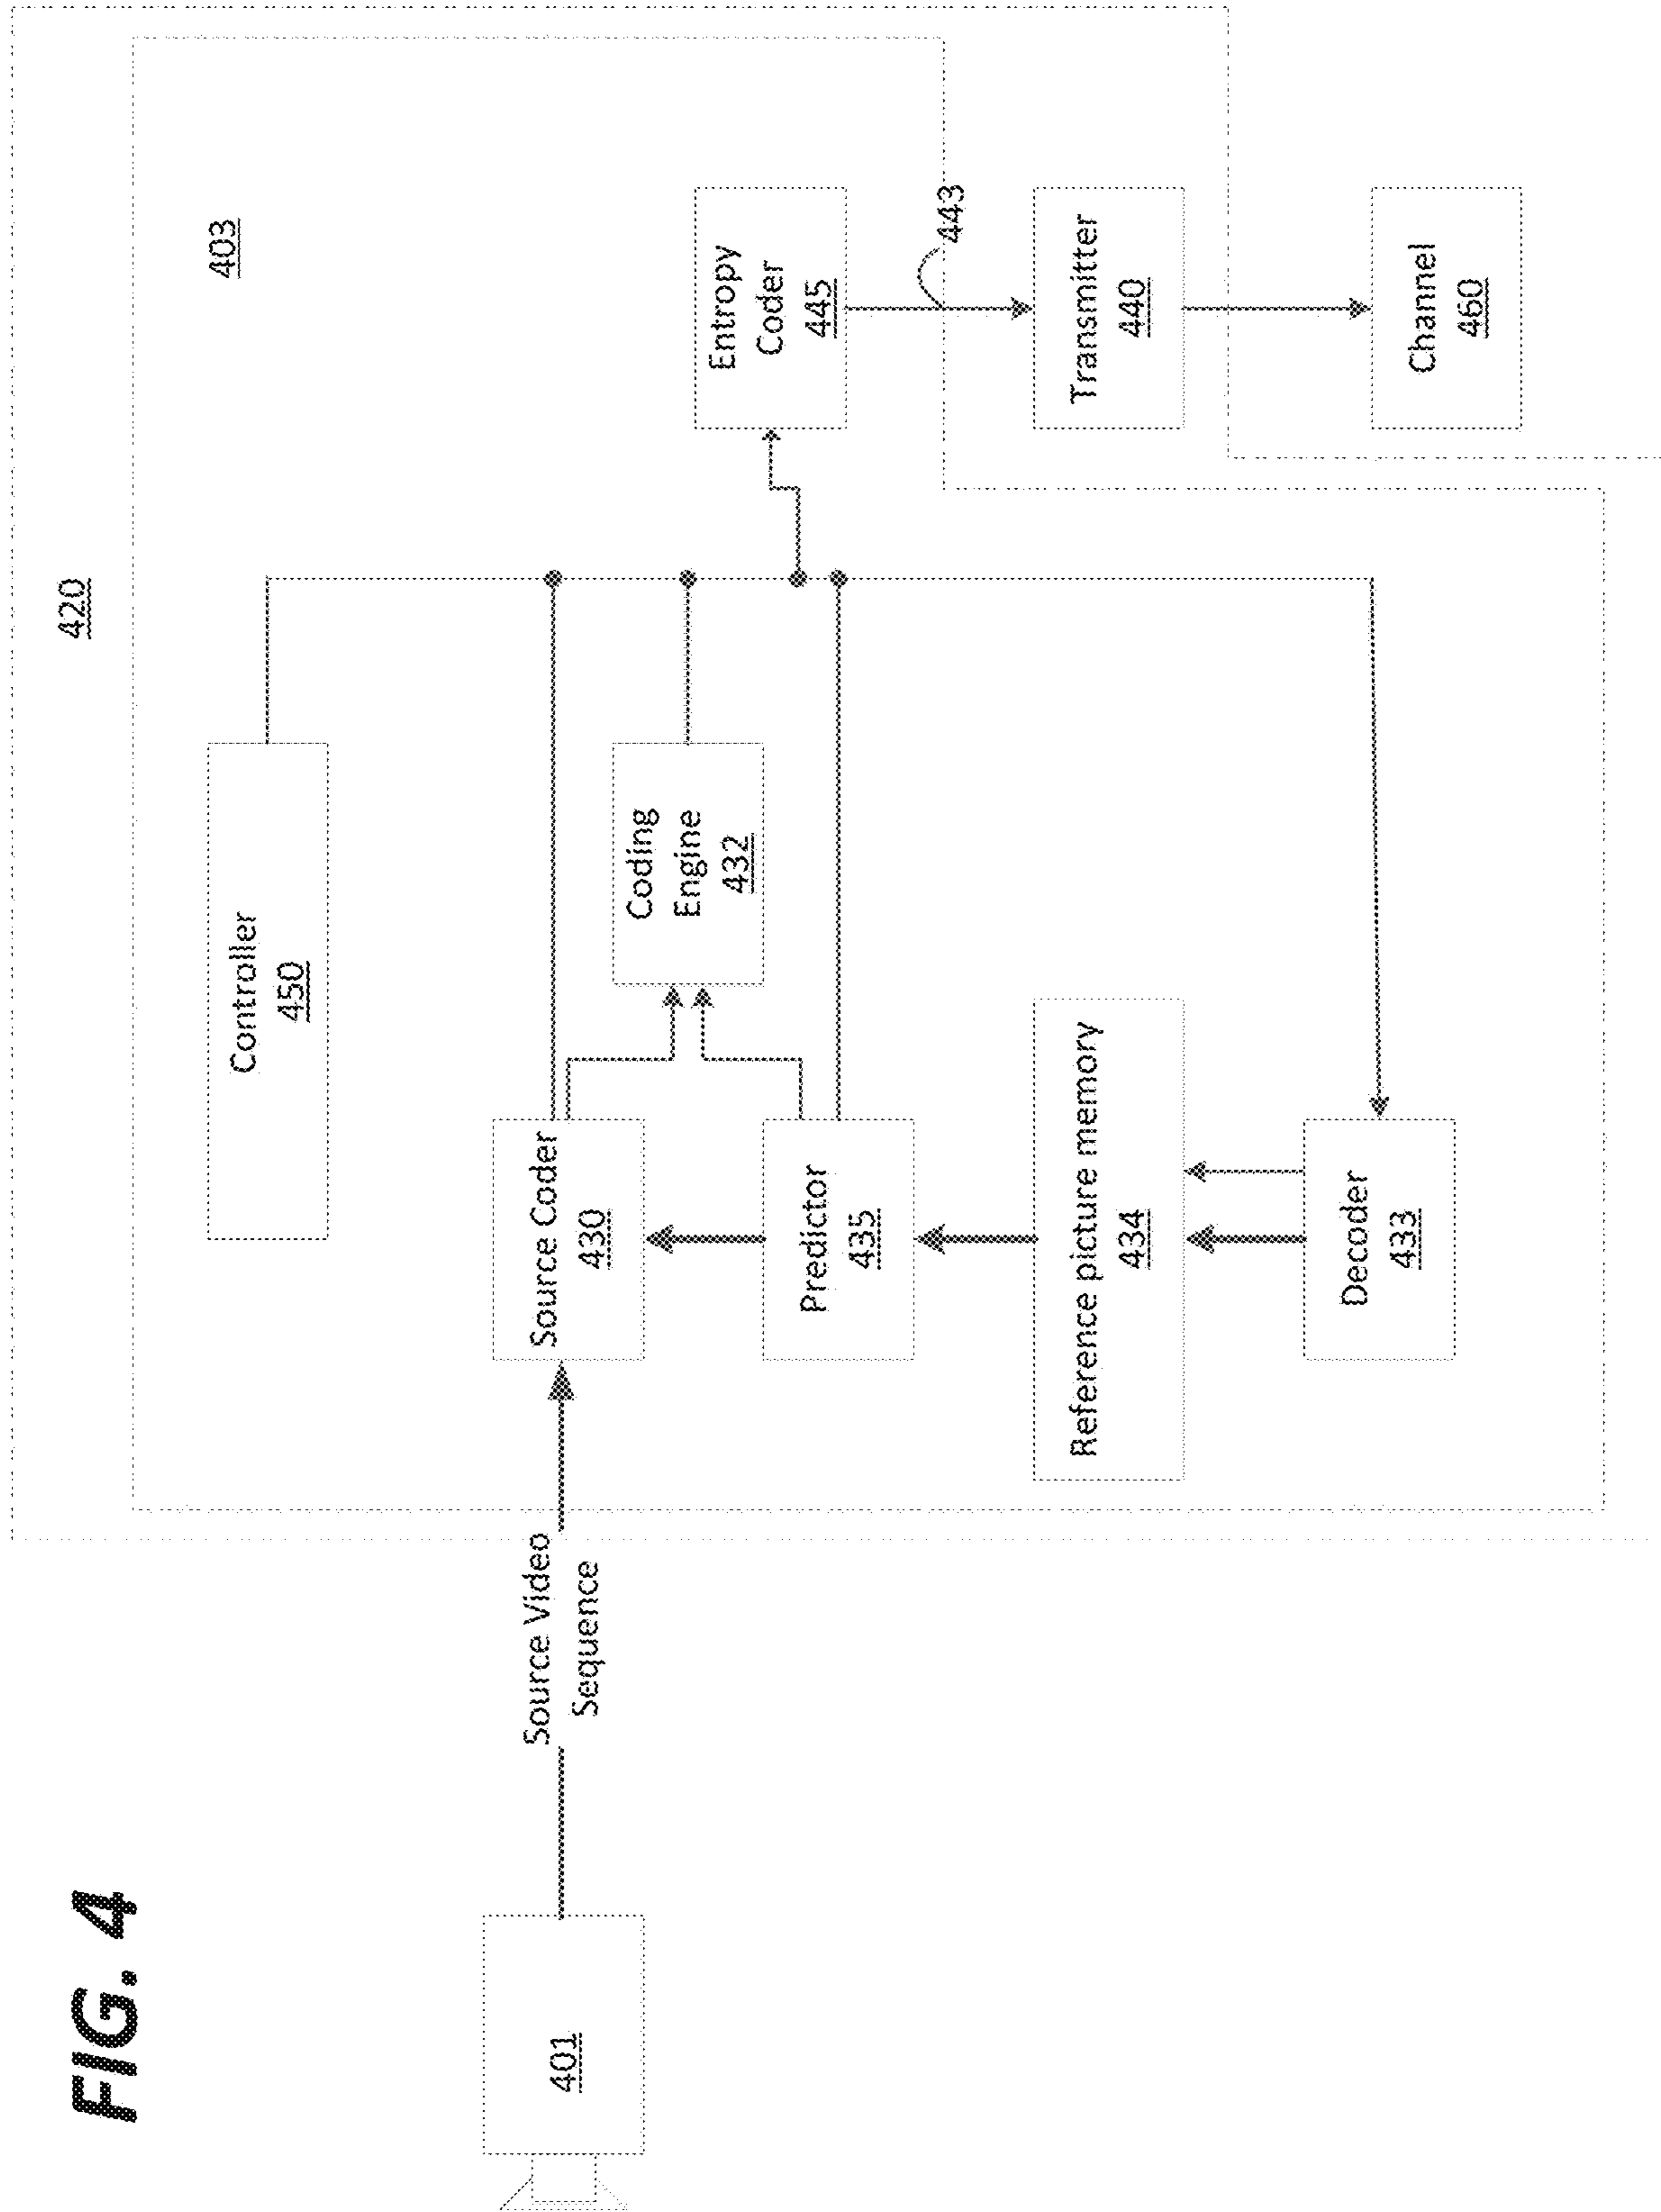 FIG. 4
420
403
Controller
450
Source Video
Sequence
401
Source Coder
430
Coding
Engine
432
Entropy
Coder
445
443
Predictor
435
Transmitter
440
Reference picture memory
434
Channel
460
Decoder
433